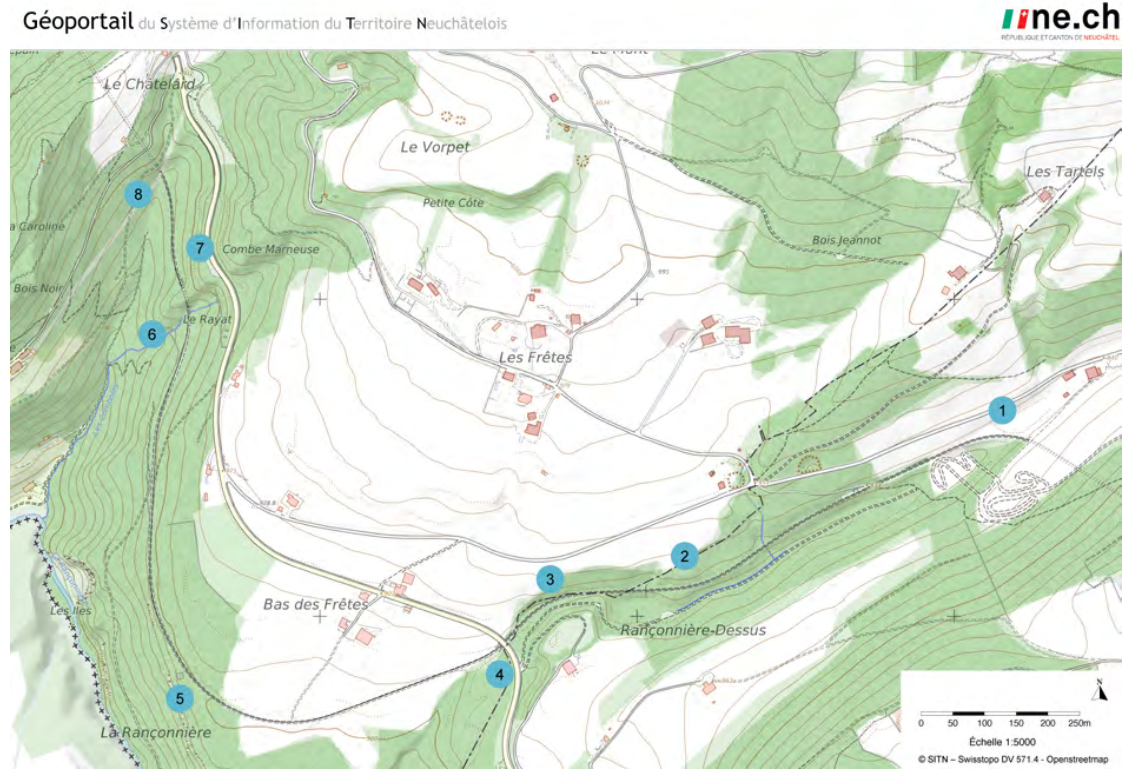 Géoportail du Système d'Information du Territoire Neuchâtelois
ne.ch
RÉPUBLIQUE ET CANTON DE NEUCHÂTEL
Le Mont
Le Châtelard
Le Vorpet
Les Tartels
8
Petite Côte
Caroline
7
Combe Marneuse
Bois Jeannot
995
Bois Noir
6
Le Rayat
Les Frêtes
1
2
3
Bas des Frêtes
Les Iles
Rançonnière-Dessus
4
5
La Rançonnière
N
0 50 100 150 200 250m
Échelle 1:5000
© SITN – Swisstopo DV 571.4 - Openstreetmap